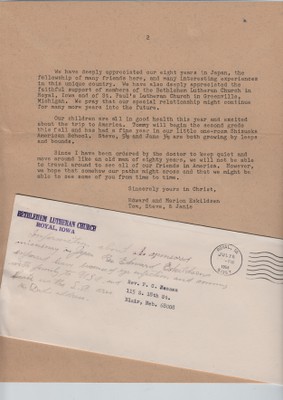 2
We have deeply appreciated our eight years in Japan, the
fellowship of many friends here, and many interesting experiences
in this unique country. We have also deeply appreciated the
faithful support of members of the Bethlehem Lutheran Church in
Royal, Iowa and of St. Paul's Lutheran Church in Greenville,
Michigan. We pray that our special relationship might continue
for many more years into the future.
Our children are all in good health this year and excited
about the trip to America. Tommy will begin the second grade
this fall and has had a fine year in our little one-room
American School. Steve, and Janie are both growing by leaps
and bounds.
Since I have been ordered by the doctor to keep quiet and
move around like an old man of eighty years, we will not be
able to travel around to see all of our friends in America. However,
we hope that somehow our paths might cross and that we might be
able to see some of you from time to time.
Sincerely yours in Christ,
Edward and Marion
Tom, Steve, & Janie
BETHLEHEM LUTHERAN CHURCH
ROYAL, IOWA
ROYAL
JUL
Rev. P. C.
115 S. 18th St.
Blair, Neb. 68008